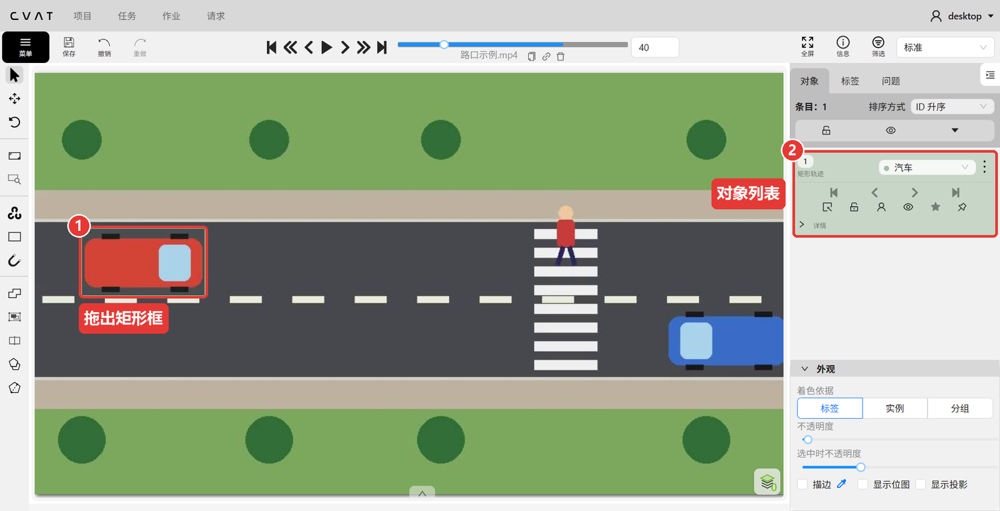 CVAT 项目 任务 作业 请求 desktop
菜单 保存 撤销 重做 40 全屏 信息 筛选 标准
路口示例.mp4
对象 标签 问题
条目：1 排序方式 ID 升序
2
1 汽车
矩形轨迹
对象列表
详情
1
拖出矩形框
外观
着色依据
标签 实例 分组
不透明度
选中时不透明度
描边 显示位图 显示投影
0